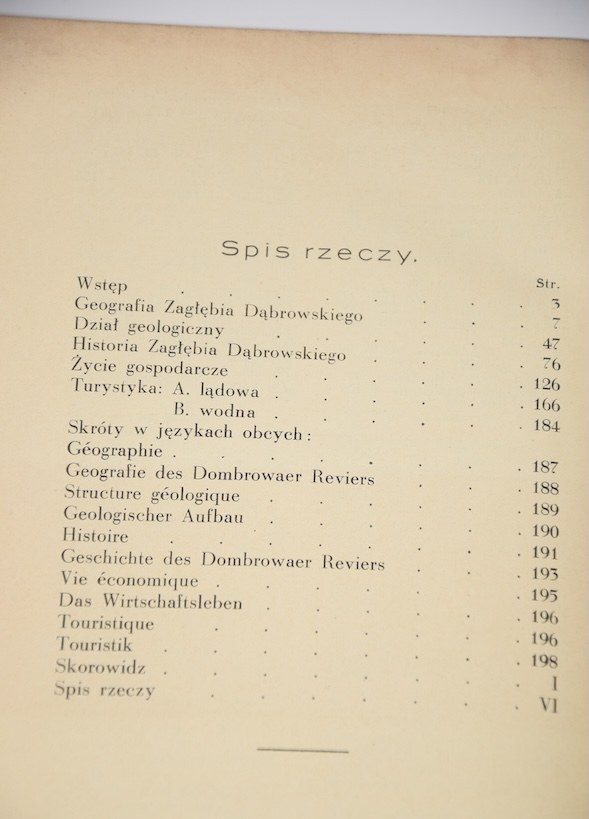 Spis rzeczy.
Str.
Wstęp . . . . . . . 3
Geografia Zagłębia Dąbrowskiego . . . . 7
Dział geologiczny . . . . . . 47
Historia Zagłębia Dąbrowskiego . . . . 76
Życie gospodarcze . . . . . . 126
Turystyka: A. lądowa . . . . . . 166
B. wodna . . . . . . 184
Skróty w językach obcych:
Géographie . . . . . . . . 187
Geografie des Dombrowaer Reviers . . . 188
Structure géologique . . . . . . 189
Geologischer Aufbau . . . . . . 190
Histoire . . . . . . . . 191
Geschichte des Dombrowaer Reviers . . . 193
Vie économique . . . . . . . 195
Das Wirtschaftsleben . . . . . . 196
Touristique . . . . . . . 196
Touristik . . . . . . . . 198
Skorowidz . . . . . . . . I
Spis rzeczy . . . . . . . VI